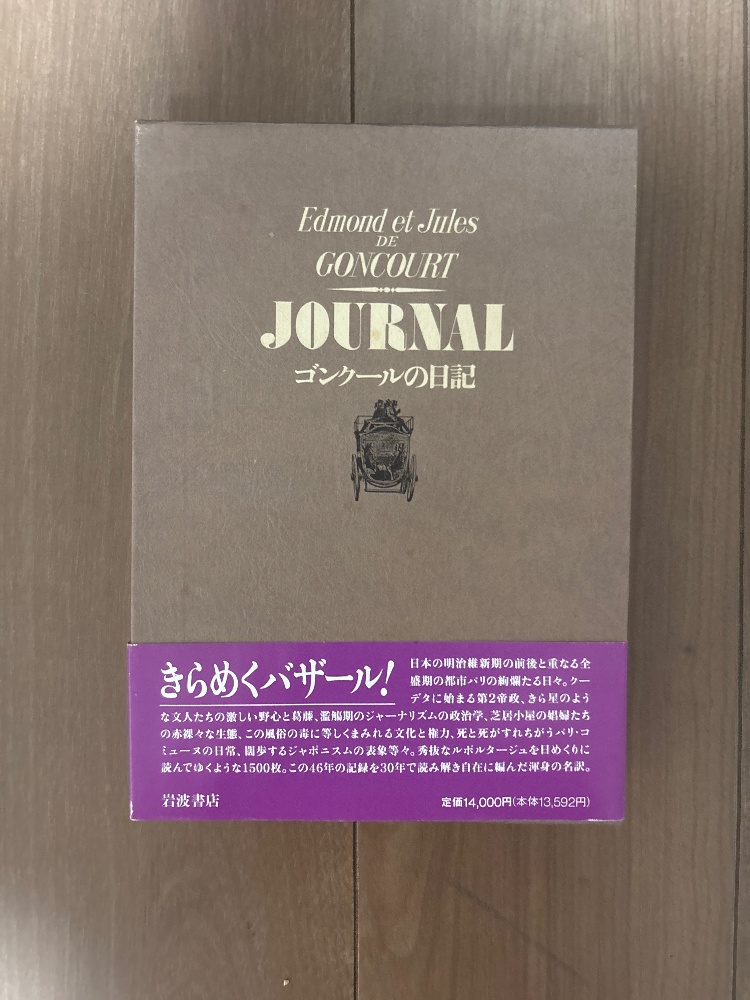 Edmond et Jules
DE
GONCOURT
JOURNAL
ゴンクールの日記
きらめくバザール!
日本の明治維新期の前後と重なる全
盛期の都市パリの絢爛たる日々。クー
デタに始まる第2帝政、きら星のよう
な文人たちの激しい野心と葛藤、濫觴期のジャーナリズムの政治学、芝居小屋の娼婦たち
の赤裸々な生態、この風俗の毒に等しくまみれる文化と権力、死と死がすれちがうパリ・コ
ミューヌの日常、闊歩するジャポニスムの表象等々。秀抜なルポルタージュを日めくりに
読んでゆくような1500枚。この46年の記録を30年で読み解き自在に編んだ渾身の名訳。
岩波書店
定価14,000円(本体13,592円)